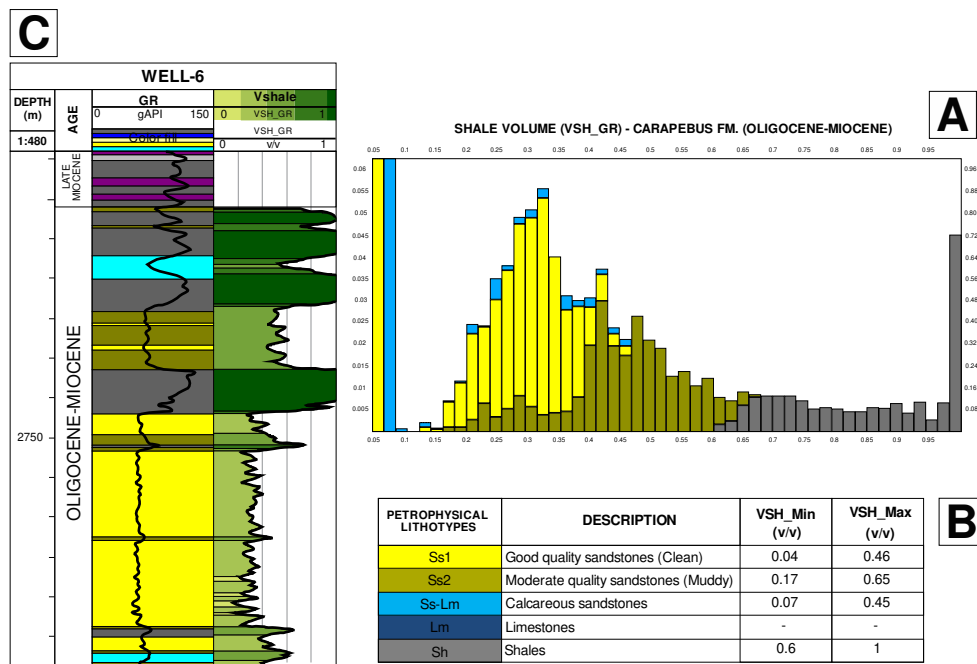 C
WELL-6
DEPTH
(m)
AGE
GR
0 gAPI 150
Vshale
0 VSH_GR 1
VSH_GR
0 v/v 1
1:480
LATE
MIOCENE
OLIGOCENE-MIOCENE
2750
A
SHALE VOLUME (VSH_GR) - CARAPEBUS FM. (OLIGOCENE-MIOCENE)
0.05 0.1 0.15 0.2 0.25 0.3 0.35 0.4 0.45 0.5 0.55 0.6 0.65 0.7 0.75 0.8 0.85 0.9 0.95
0.06 0.96
0.055 0.88
0.05 0.8
0.045 0.72
0.04 0.64
0.035 0.56
0.03 0.48
0.025 0.4
0.02 0.32
0.015 0.24
0.01 0.16
0.005 0.08
0.05 0.1 0.15 0.2 0.25 0.3 0.35 0.4 0.45 0.5 0.55 0.6 0.65 0.7 0.75 0.8 0.85 0.9 0.95
B
PETROPHYSICAL LITHOTYPES DESCRIPTION VSH_Min (v/v) VSH_Max (v/v)
Ss1 Good quality sandstones (Clean) 0.04 0.46
Ss2 Moderate quality sandstones (Muddy) 0.17 0.65
Ss-Lm Calcareous sandstones 0.07 0.45
Lm Limestones - -
Sh Shales 0.6 1